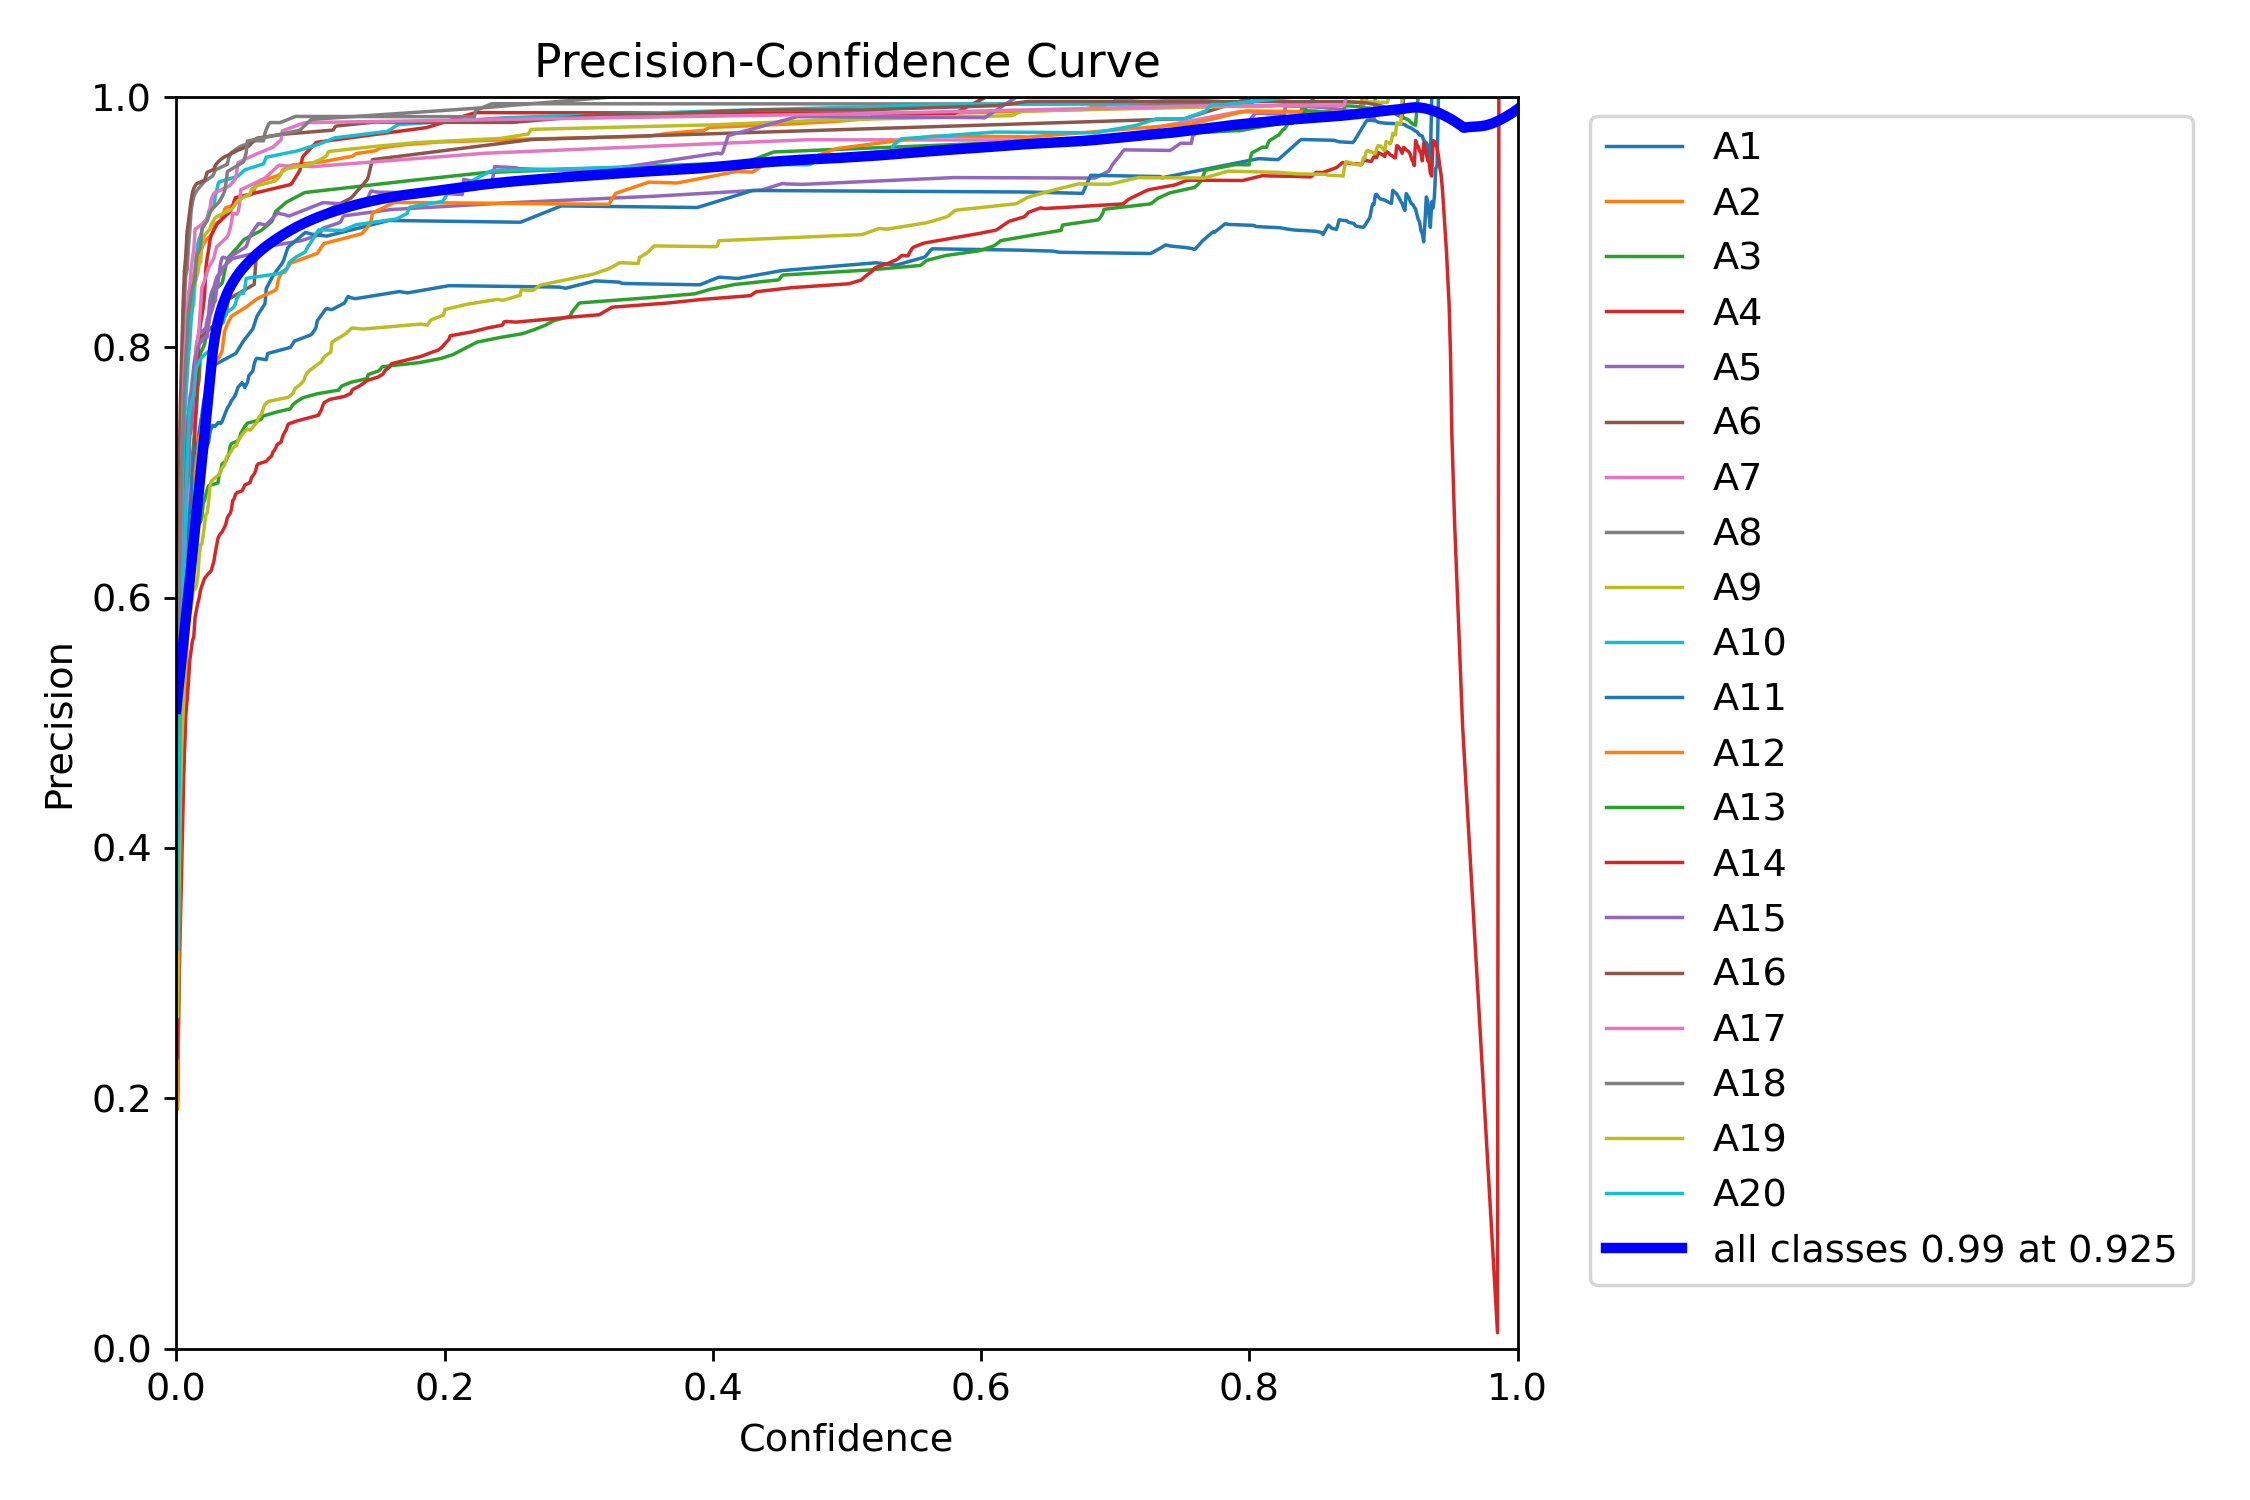 Precision-Confidence Curve
1.0
0.8
0.6
0.4
0.2
0.0
Precision
0.0 0.2 0.4 0.6 0.8 1.0
Confidence
A1
A2
A3
A4
A5
A6
A7
A8
A9
A10
A11
A12
A13
A14
A15
A16
A17
A18
A19
A20
all classes 0.99 at 0.925